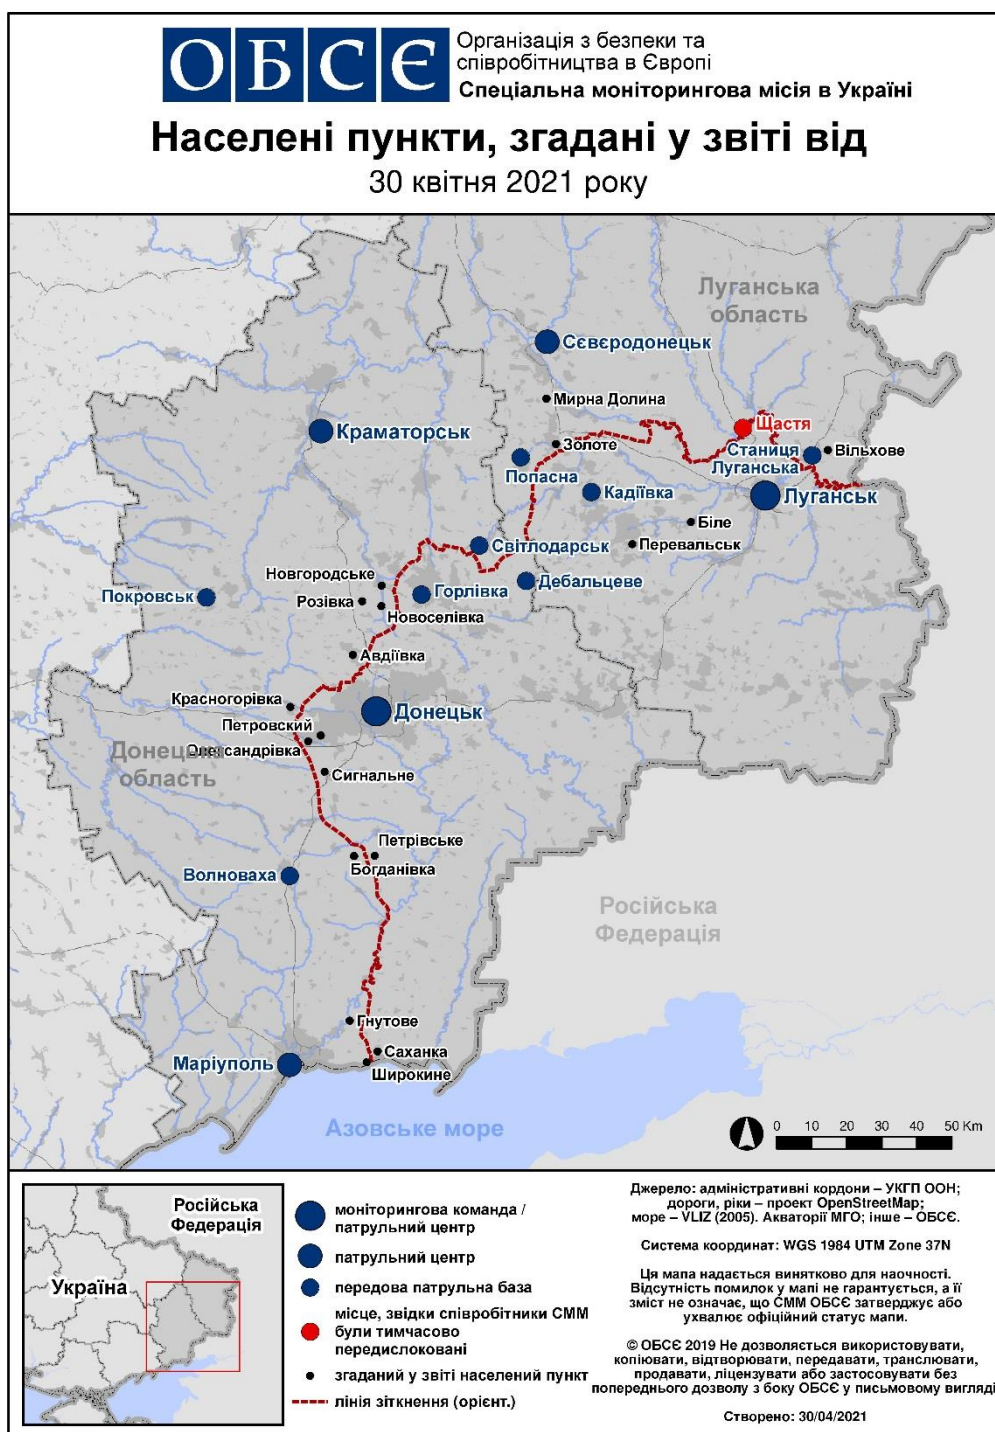 ОБСЄ
Організація з безпеки та
співробітництва в Європі
Спеціальна моніторингова місія в Україні
Населені пункти, згадані у звіті від
30 квітня 2021 року
Луганська
область
Сєвєродонецьк
Мирна Долина
Щастя
Краматорськ
Золоте
Станиця
Луганська
Вільхове
Попасна
Кадіївка
Луганськ
Біле
Світлодарськ
Перевальськ
Новгородське
Дебальцеве
Покровськ
Розівка
Горлівка
Новоселівка
Авдіївка
Красногорівка
Донецьк
Петровский
Олександрівка
Донецька
область
Сигнальне
Петрівське
Богданівка
Волноваха
Російська
Федерація
Гнутове
Саханка
Маріуполь
Широкине
Азовське море
0 10 20 30 40 50 Km
Російська
Федерація
Україна
моніторингова команда /
патрульний центр
патрульний центр
передова патрульна база
місце, звідки співробітники СММ
були тимчасово
передислоковані
згаданий у звіті населений пункт
лінія зіткнення (орієнт.)
Джерело: адміністративні кордони – УКГП ООН;
дороги, ріки – проект OpenStreetMap;
море – VLIZ (2005). Акваторії МГО; інше – ОБСЄ.
Система координат: WGS 1984 UTM Zone 37N
Ця мапа надається винятково для наочності.
Відсутність помилок у мапі не гарантується, а її
зміст не означає, що СММ ОБСЄ затверджує або
ухвалює офіційний статус мапи.
© ОБСЄ 2019 Не дозволяється використовувати,
копіювати, відтворювати, передавати, транслювати,
продавати, ліцензувати або застосовувати без
попереднього дозволу з боку ОБСЄ у письмовому вигляді
Створено: 30/04/2021